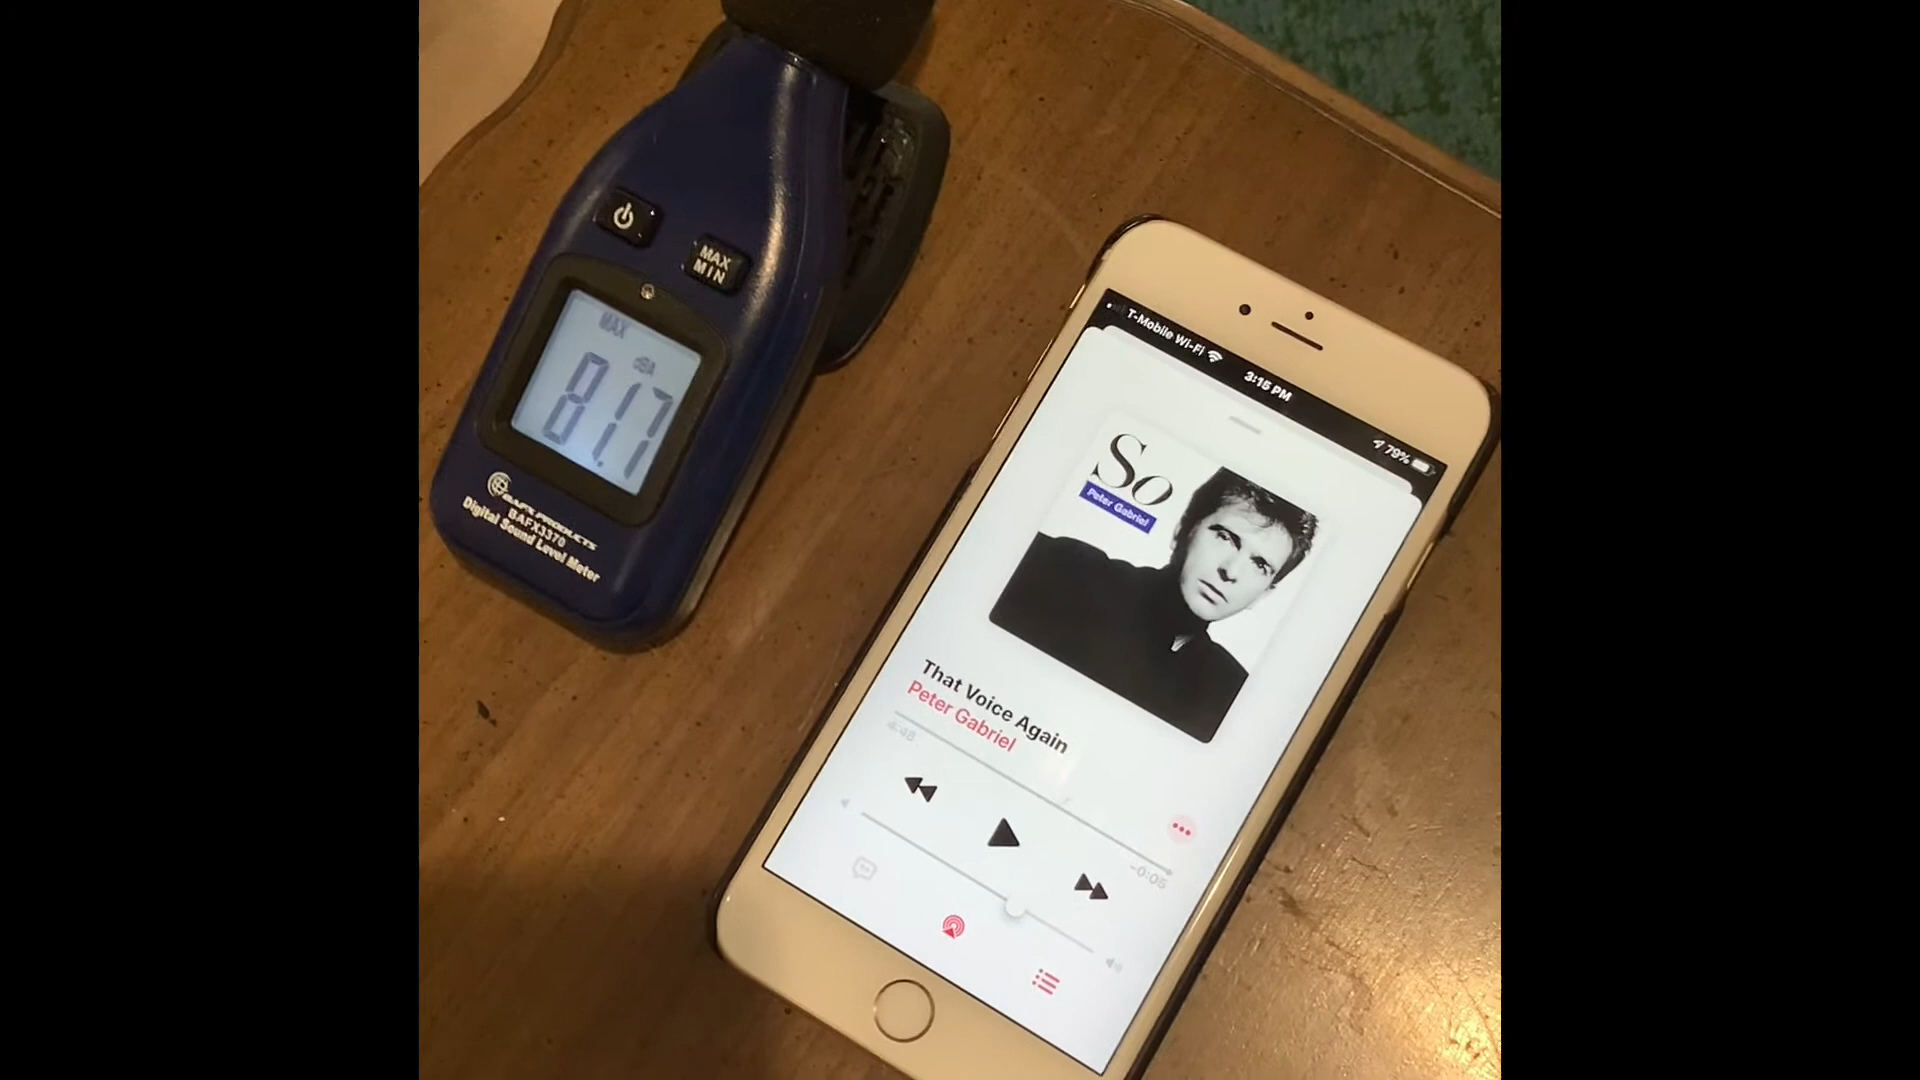 MAX
MIN
MAX
dBA
81.7
BAFX PRODUCTS
BAFX3370
Digital Sound Level Meter
T-Mobile Wi-Fi
3:15 PM
79%
So
Peter Gabriel
That Voice Again
Peter Gabriel
4:48
-0:05